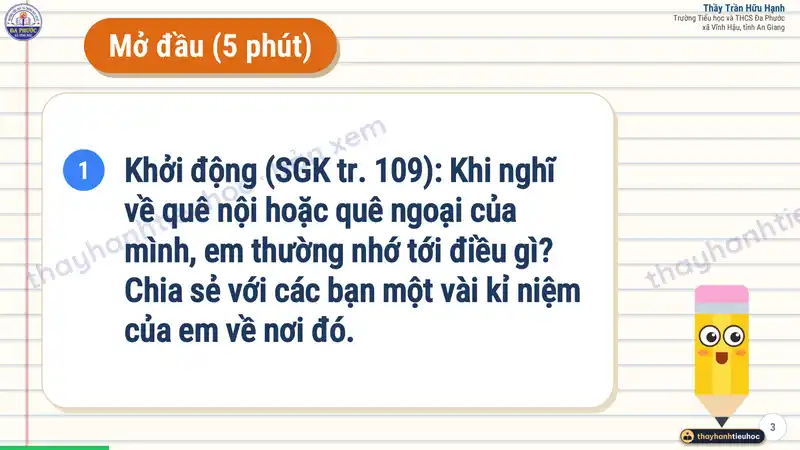 Thầy Trần Hữu Hạnh
Trường Tiểu học và THCS Đa Phước
xã Vĩnh Hậu, tỉnh An Giang
ĐA PHƯỚC
Mở đầu (5 phút)
1
Khởi động (SGK tr. 109): Khi nghĩ
về quê nội hoặc quê ngoại của
mình, em thường nhớ tới điều gì?
Chia sẻ với các bạn một vài kỉ niệm
của em về nơi đó.
thayhanhtieuhoc
3